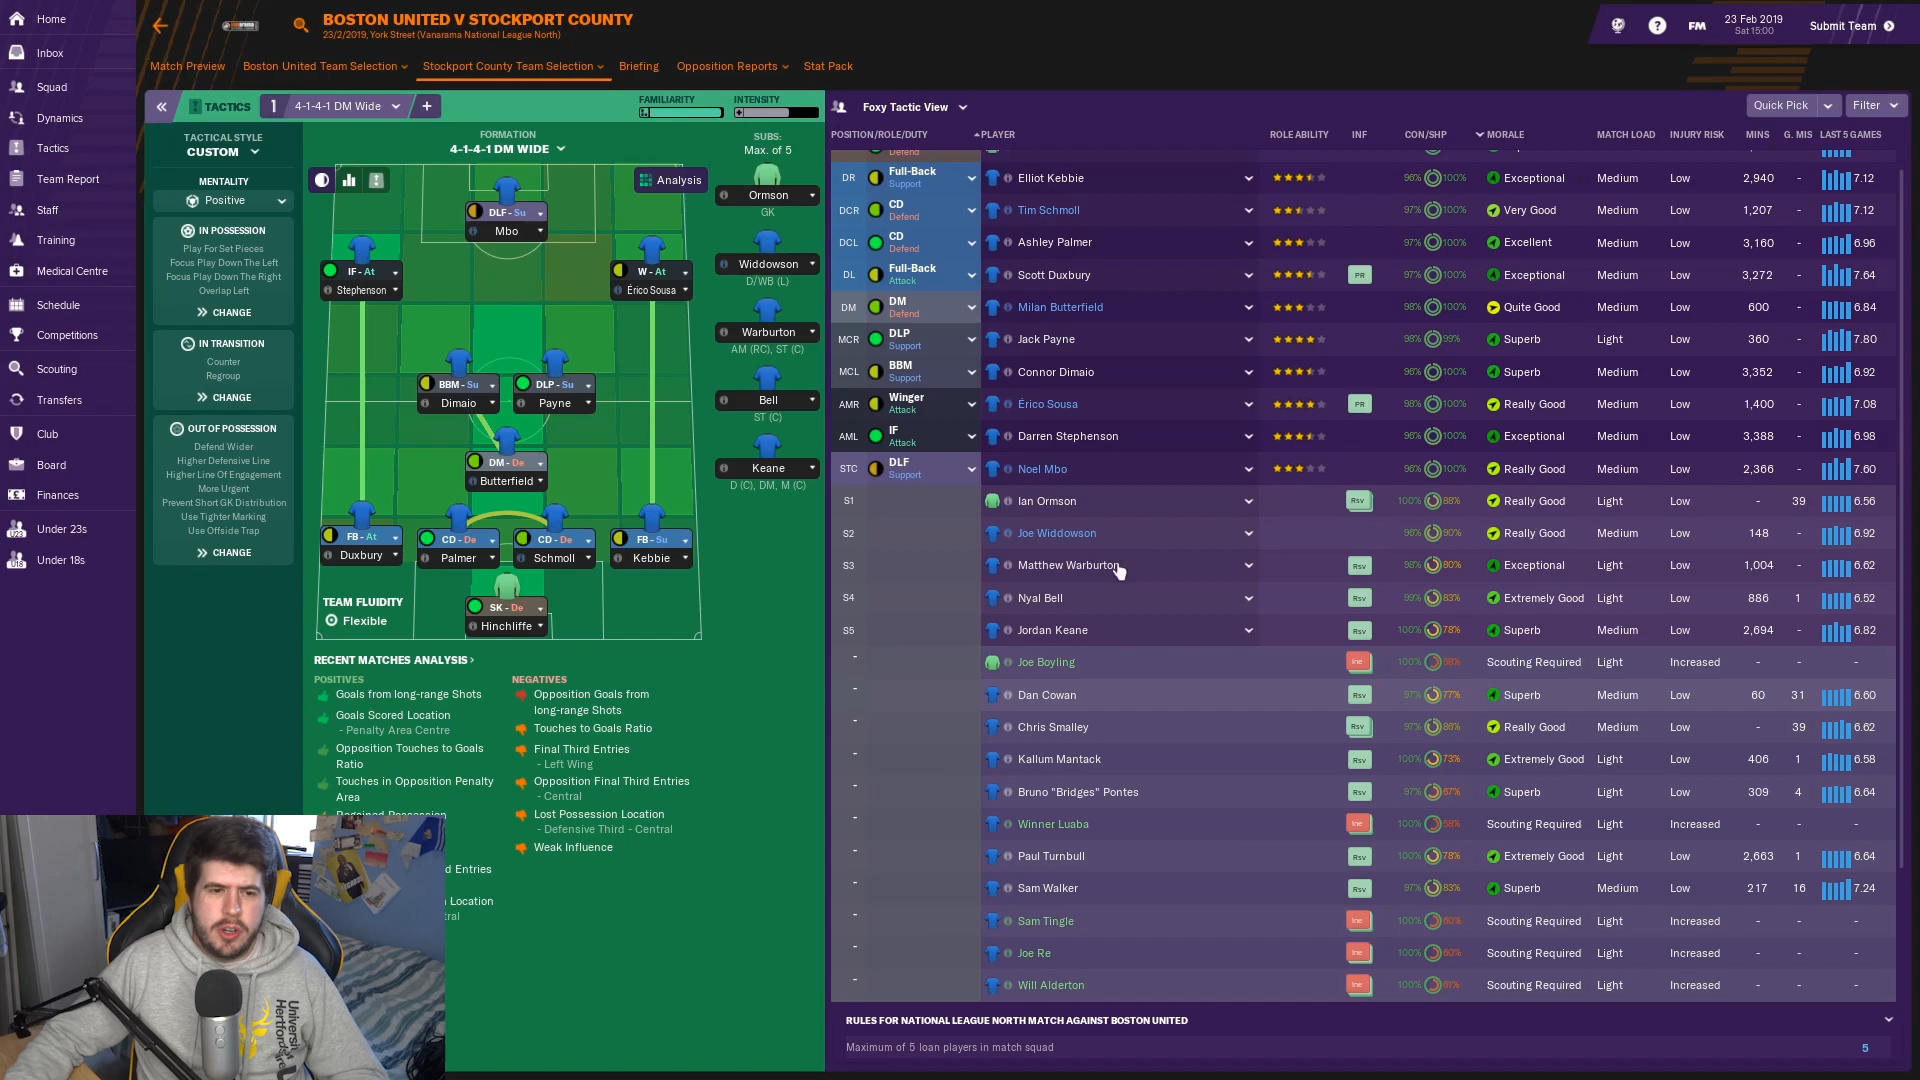 Home
Inbox
Squad
Dynamics
Tactics
Team Report
Staff
Training
Medical Centre
Schedule
Competitions
Scouting
Transfers
Club
Board
Finances
Under 23s
Under 18s
BOSTON UNITED V STOCKPORT COUNTY
23/2/2019, York Street (Vanarama National League North)
FM
23 Feb 2019
Sat 15:00
Submit Team
Match Preview
Boston United Team Selection
Stockport County Team Selection
Briefing
Opposition Reports
Stat Pack
TACTICS
1 4-1-4-1 DM Wide +
FAMILIARITY
INTENSITY
TACTICAL STYLE
CUSTOM
MENTALITY
Positive
IN POSSESSION
Play For Set Pieces
Focus Play Down The Left
Focus Play Down The Right
Overlap Left
CHANGE
IN TRANSITION
Counter
Regroup
CHANGE
OUT OF POSSESSION
Defend Wider
Higher Defensive Line
Higher Line Of Engagement
More Urgent
Prevent Short GK Distribution
Use Tighter Marking
Use Offside Trap
CHANGE
FORMATION
4-1-4-1 DM WIDE
Analysis
DLF - Su
Mbo
IF - At
Stephenson
W - At
Érico Sousa
BBM - Su
Dimaio
DLP - Su
Payne
DM - De
Butterfield
FB - At
Duxbury
CD - De
Palmer
CD - De
Schmoll
FB - Su
Kebbie
SK - De
Hinchliffe
TEAM FLUIDITY
Flexible
SUBS:
Max. of 5
Ormson
GK
Widdowson
D/WB (L)
Warburton
AM (RC), ST (C)
Bell
ST (C)
Keane
D (C), DM, M (C)
RECENT MATCHES ANALYSIS ›
POSITIVES
Goals from long-range Shots
Goals Scored Location
- Penalty Area Centre
Opposition Touches to Goals
Ratio
Touches in Opposition Penalty
Area
d Entries
Location
NEGATIVES
Opposition Goals from
long-range Shots
Touches to Goals Ratio
Final Third Entries
- Left Wing
Opposition Final Third Entries
- Central
Lost Possession Location
- Defensive Third - Central
Weak Influence
Foxy Tactic View
Quick Pick
Filter
POSITION/ROLE/DUTY PLAYER ROLE ABILITY INF CON/SHP MORALE MATCH LOAD INJURY RISK MINS G. MIS LAST 5 GAMES
Defend
DR Full-Back Support Elliot Kebbie 96% 100% Exceptional Medium Low 2,940 - 7.12
DCR CD Defend Tim Schmoll 97% 100% Very Good Medium Low 1,207 - 7.12
DCL CD Defend Ashley Palmer 97% 100% Excellent Medium Low 3,160 - 6.96
DL Full-Back Attack Scott Duxbury PR 97% 100% Exceptional Medium Low 3,272 - 7.64
DM DM Defend Milan Butterfield 98% 100% Quite Good Medium Low 600 - 6.84
MCR DLP Support Jack Payne 98% 99% Superb Light Low 360 - 7.80
MCL BBM Support Connor Dimaio 96% 100% Superb Medium Low 3,352 - 6.92
AMR Winger Attack Érico Sousa PR 98% 100% Really Good Medium Low 1,400 - 7.08
AML IF Attack Darren Stephenson 96% 100% Exceptional Medium Low 3,388 - 6.98
STC DLF Support Noel Mbo 96% 100% Really Good Medium Low 2,366 - 7.60
S1 Ian Ormson Rsv 100% 88% Really Good Light Low - 39 6.56
S2 Joe Widdowson 96% 90% Really Good Medium Low 148 - 6.92
S3 Matthew Warburton Rsv 98% 80% Exceptional Light Low 1,004 - 6.62
S4 Nyal Bell Rsv 99% 83% Extremely Good Light Low 886 1 6.52
S5 Jordan Keane Rsv 100% 78% Superb Medium Low 2,694 - 6.82
- Joe Boyling Ine 100% Scouting Required Light Increased - - -
- Dan Cowan Rsv 97% 77% Superb Medium Low 60 31 6.60
- Chris Smalley Rsv 97% 86% Really Good Medium Low - 39 6.62
- Kallum Mantack Rsv 100% 73% Extremely Good Light Low 406 1 6.58
- Bruno "Bridges" Pontes Rsv 97% 67% Superb Light Low 309 4 6.64
- Winner Luaba Ine 100% 58% Scouting Required Light Increased - - -
- Paul Turnbull Rsv 100% 78% Extremely Good Light Low 2,663 1 6.64
- Sam Walker Rsv 97% 83% Superb Medium Low 217 16 7.24
- Sam Tingle Ine 100% 60% Scouting Required Light Increased - - -
- Joe Re Ine 100% 60% Scouting Required Light Increased - - -
- Will Alderton Ine 100% 61% Scouting Required Light Increased - - -
RULES FOR NATIONAL LEAGUE NORTH MATCH AGAINST BOSTON UNITED
Maximum of 5 loan players in match squad 5